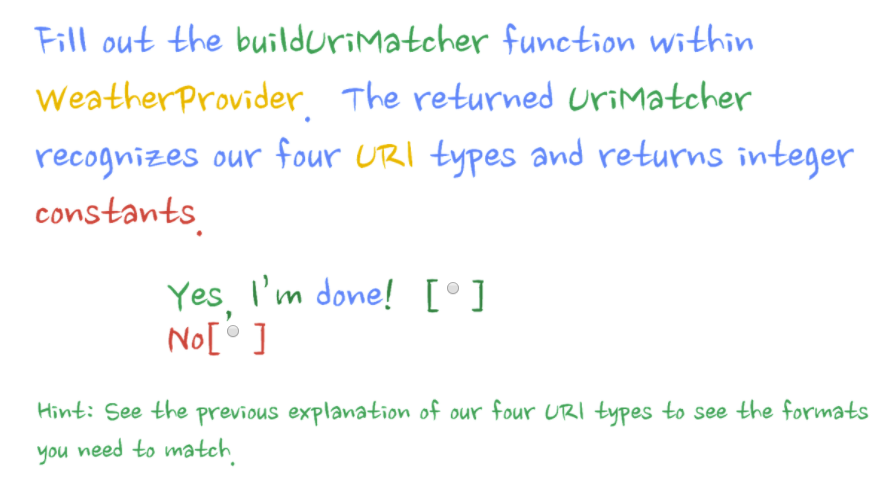 Fill out the buildUriMatcher function within
WeatherProvider. The returned UriMatcher
recognizes our four URI types and returns integer
constants.
Yes, I'm done! [ ]
No[ ]
Hint: See the previous explanation of our four URI types to see the formats
you need to match.